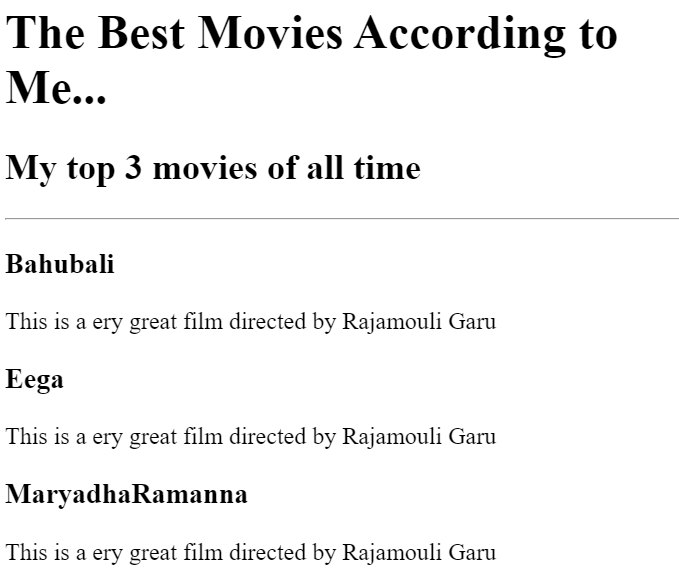 The Best Movies According to
Me...
My top 3 movies of all time
Bahubali
This is a ery great film directed by Rajamouli Garu
Eega
This is a ery great film directed by Rajamouli Garu
MaryadhaRamanna
This is a ery great film directed by Rajamouli Garu